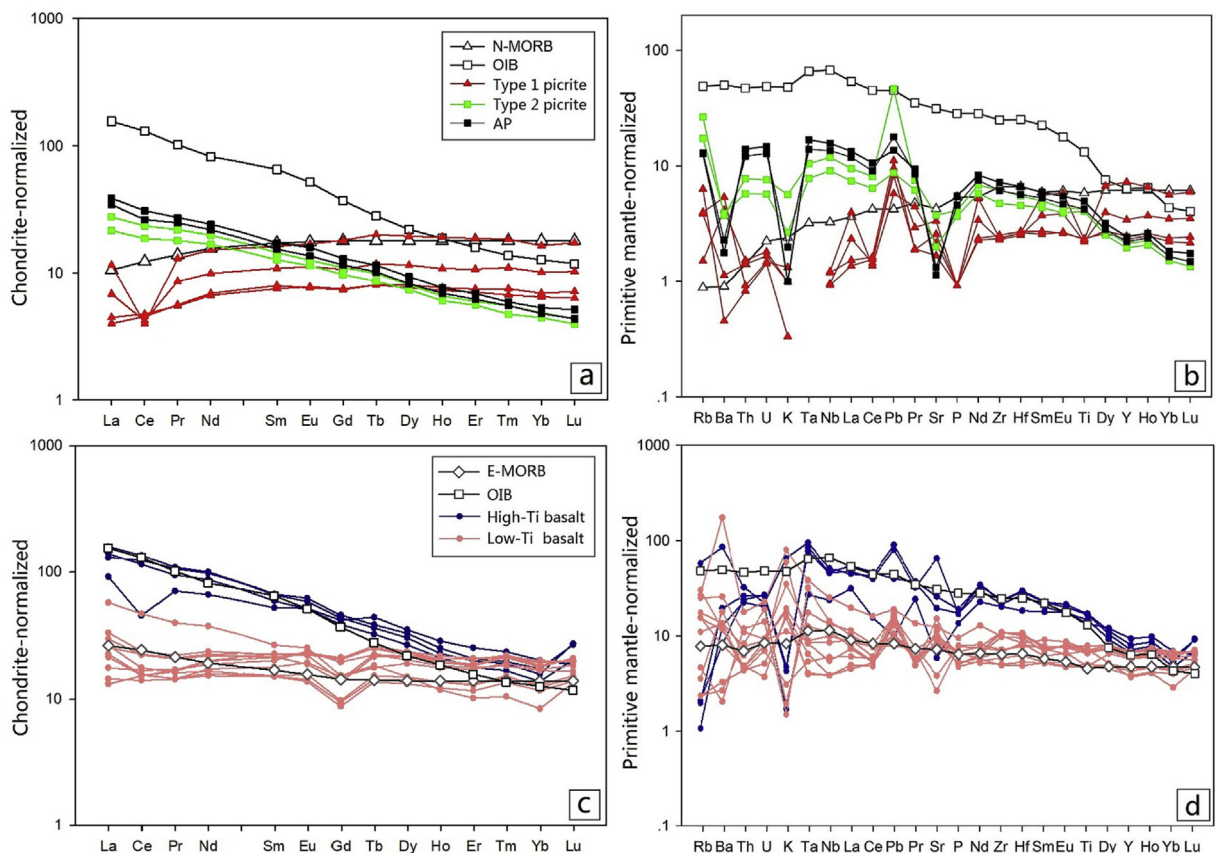 Chondrite-normalized
1000
100
10
1
N-MORB
OIB
Type 1 picrite
Type 2 picrite
AP
a
La Ce Pr Nd Sm Eu Gd Tb Dy Ho Er Tm Yb Lu
Primitive mantle-normalized
100
10
1
.1
b
Rb Ba Th U K Ta Nb La Ce Pb Pr Sr P Nd Zr Hf Sm Eu Ti Dy Y Ho Yb Lu
Chondrite-normalized
1000
100
10
1
E-MORB
OIB
High-Ti basalt
Low-Ti basalt
c
La Ce Pr Nd Sm Eu Gd Tb Dy Ho Er Tm Yb Lu
Primitive mantle-normalized
1000
100
10
1
.1
d
Rb Ba Th U K Ta Nb La Ce Pb Pr Sr P Nd Zr Hf Sm Eu Ti Dy Y Ho Yb Lu